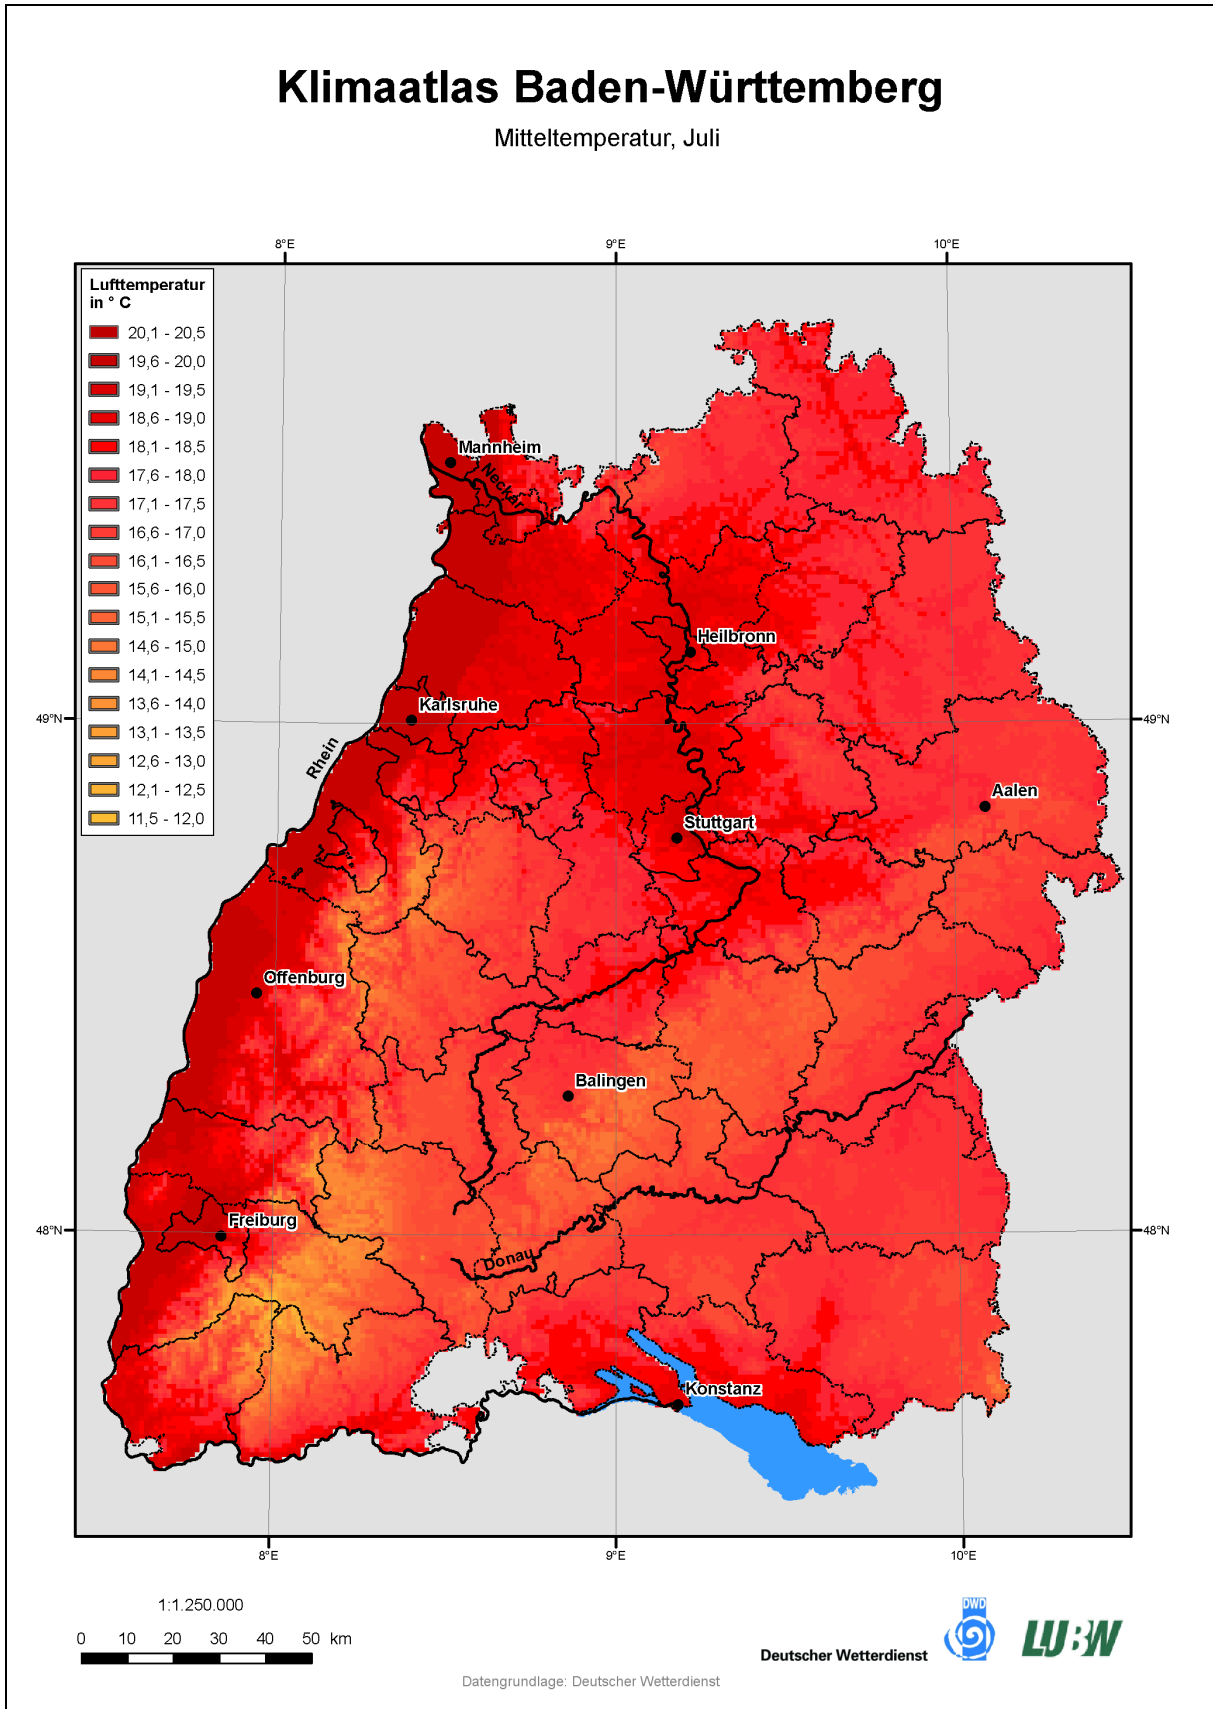 Klimaatlas Baden-Württemberg
Mitteltemperatur, Juli
8°E
9°E
10°E
Lufttemperatur
in ° C
20,1 - 20,5
19,6 - 20,0
19,1 - 19,5
18,6 - 19,0
18,1 - 18,5
17,6 - 18,0
17,1 - 17,5
16,6 - 17,0
16,1 - 16,5
15,6 - 16,0
15,1 - 15,5
14,6 - 15,0
14,1 - 14,5
13,6 - 14,0
13,1 - 13,5
12,6 - 13,0
12,1 - 12,5
11,5 - 12,0
Mannheim
Neckar
Heilbronn
Karlsruhe
49°N
49°N
Rhein
Aalen
Stuttgart
Offenburg
Balingen
Freiburg
48°N
48°N
Donau
Konstanz
8°E
9°E
10°E
1:1.250.000
0 10 20 30 40 50 km
DWD
Deutscher Wetterdienst
LUBW
Datengrundlage: Deutscher Wetterdienst